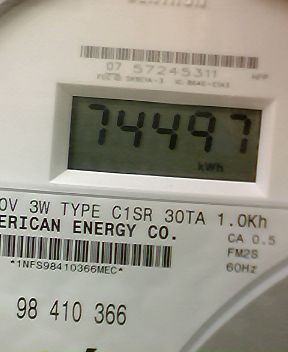 07 57245311
74497
kWh
0V 3W TYPE C1SR 30TA 1.0Kh
ERICAN ENERGY CO.
CA 0.5
FM2S
60Hz
*1NFS98410366MEC*
98 410 366